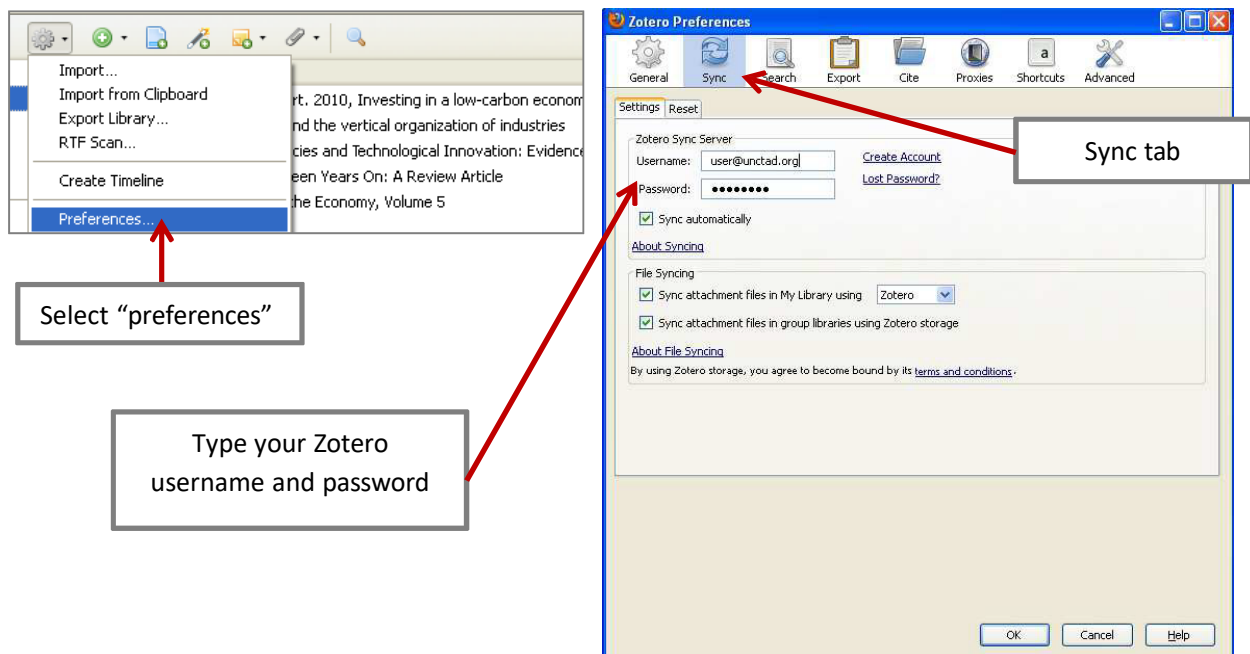 Import...
Import from Clipboard
Export Library...
RTF Scan...
Create Timeline
Preferences...
rt. 2010, Investing in a low-carbon econom
nd the vertical organization of industries
cies and Technological Innovation: Evidence
een Years On: A Review Article
he Economy, Volume 5
Select “preferences”
Type your Zotero
username and password
Zotero Preferences
General Sync Search Export Cite Proxies Shortcuts Advanced
Settings Reset
Zotero Sync Server
Username: user@unctad.org Create Account
Password: ●●●●●●●● Lost Password?
Sync automatically
About Syncing
File Syncing
Sync attachment files in My Library using Zotero
Sync attachment files in group libraries using Zotero storage
About File Syncing
By using Zotero storage, you agree to become bound by its terms and conditions.
Sync tab
OK Cancel Help